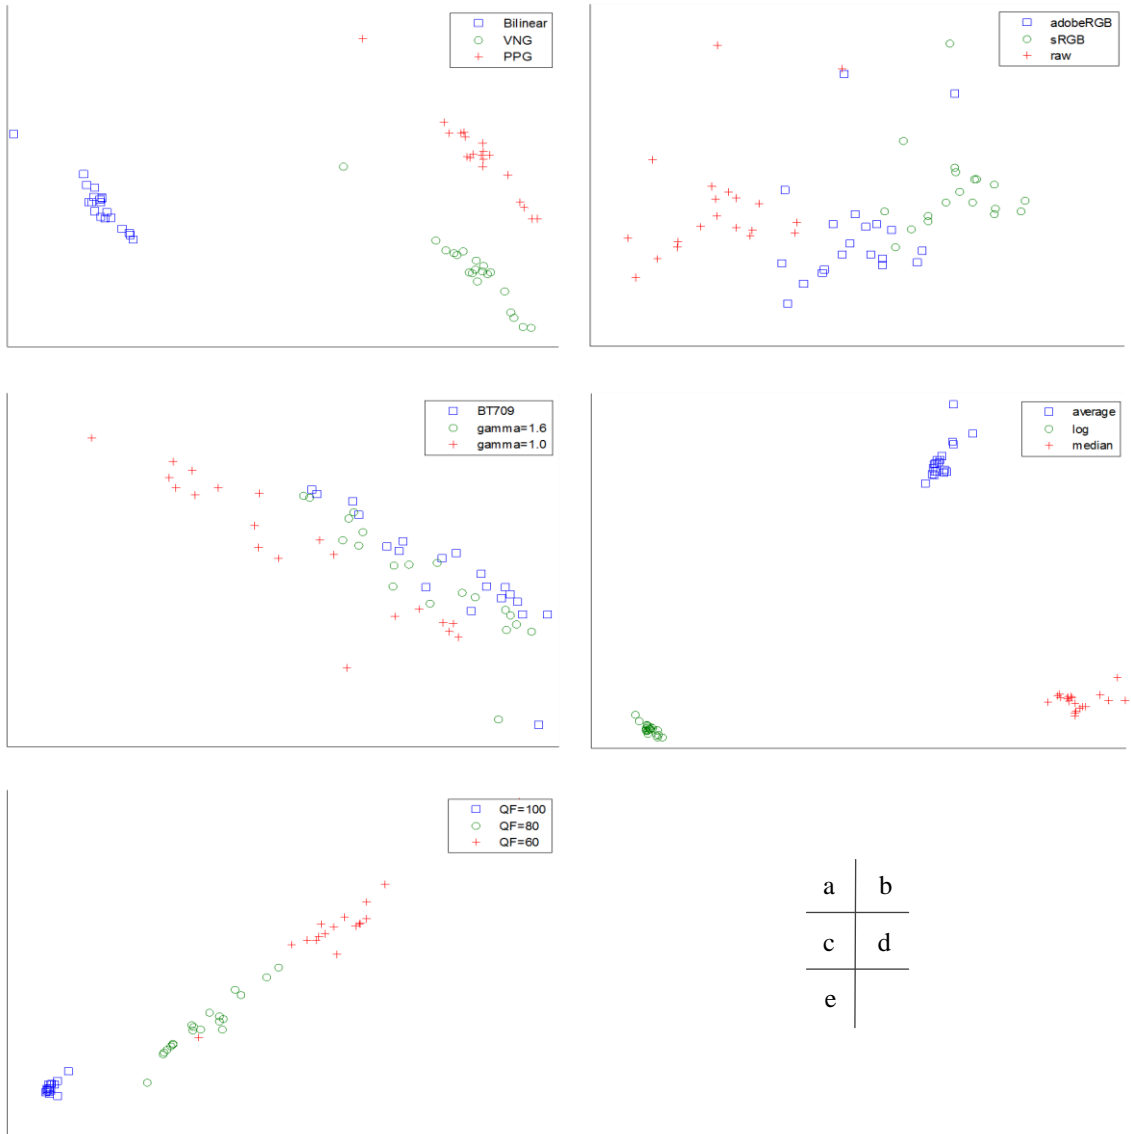 Bilinear
VNG
PPG
adobeRGB
sRGB
raw
BT709
gamma=1.6
gamma=1.0
average
log
median
QF=100
QF=80
QF=60
a b
c d
e